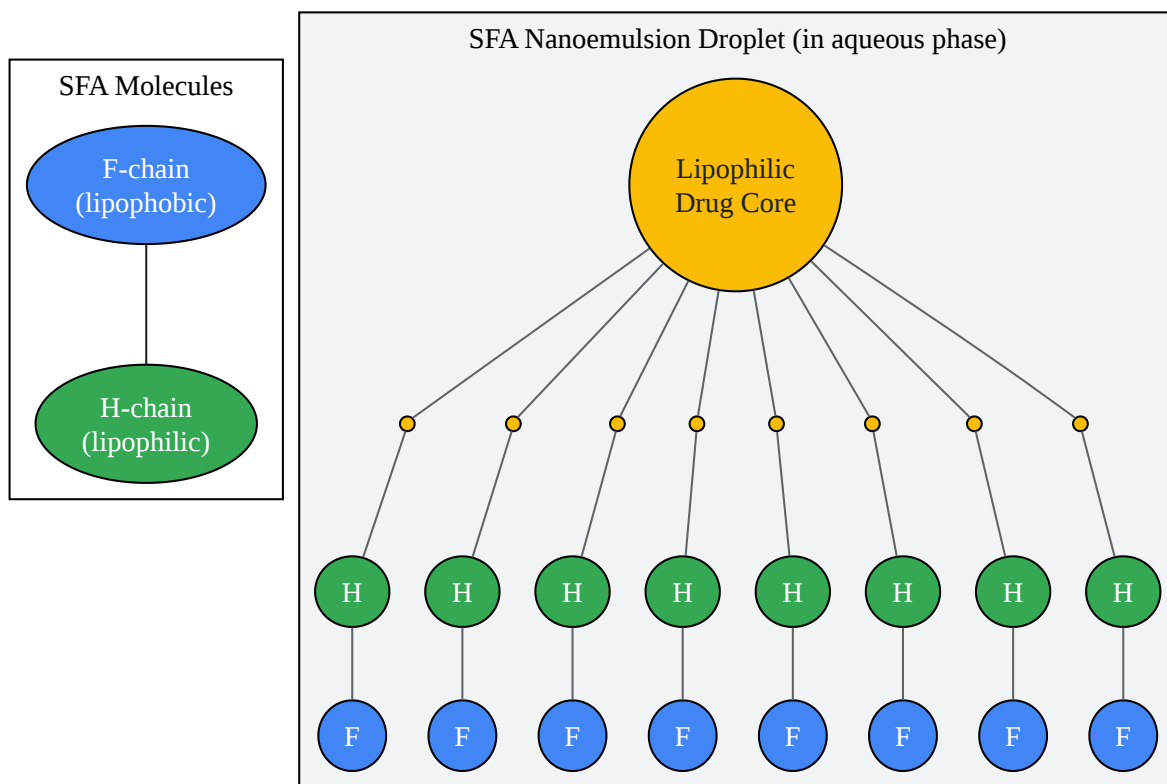 SFA Molecules
F-chain
(lipophobic)
H-chain
(lipophilic)
SFA Nanoemulsion Droplet (in aqueous phase)
Lipophilic
Drug Core
H H H H H H H H
F F F F F F F F